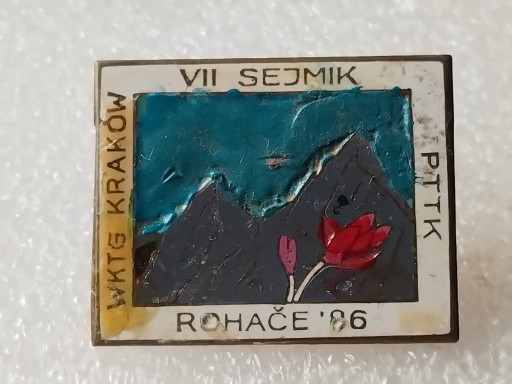 VII SEJMIK
WKTG KRAKÓW
PTTK
ROHAČE '86